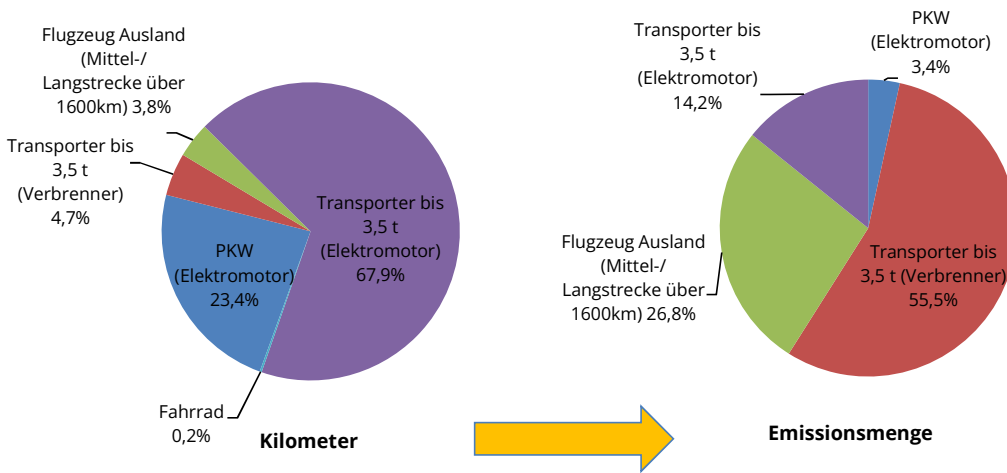 Flugzeug Ausland
(Mittel-/
Langstrecke über
1600km) 3,8%
Transporter bis
3,5 t
(Verbrenner)
4,7%
PKW
(Elektromotor)
23,4%
Transporter bis
3,5 t
(Elektromotor)
67,9%
Fahrrad
0,2%
Kilometer
Transporter bis
3,5 t
(Elektromotor)
14,2%
PKW
(Elektromotor)
3,4%
Flugzeug Ausland
(Mittel-/
Langstrecke über
1600km) 26,8%
Transporter bis
3,5 t (Verbrenner)
55,5%
Emissionsmenge